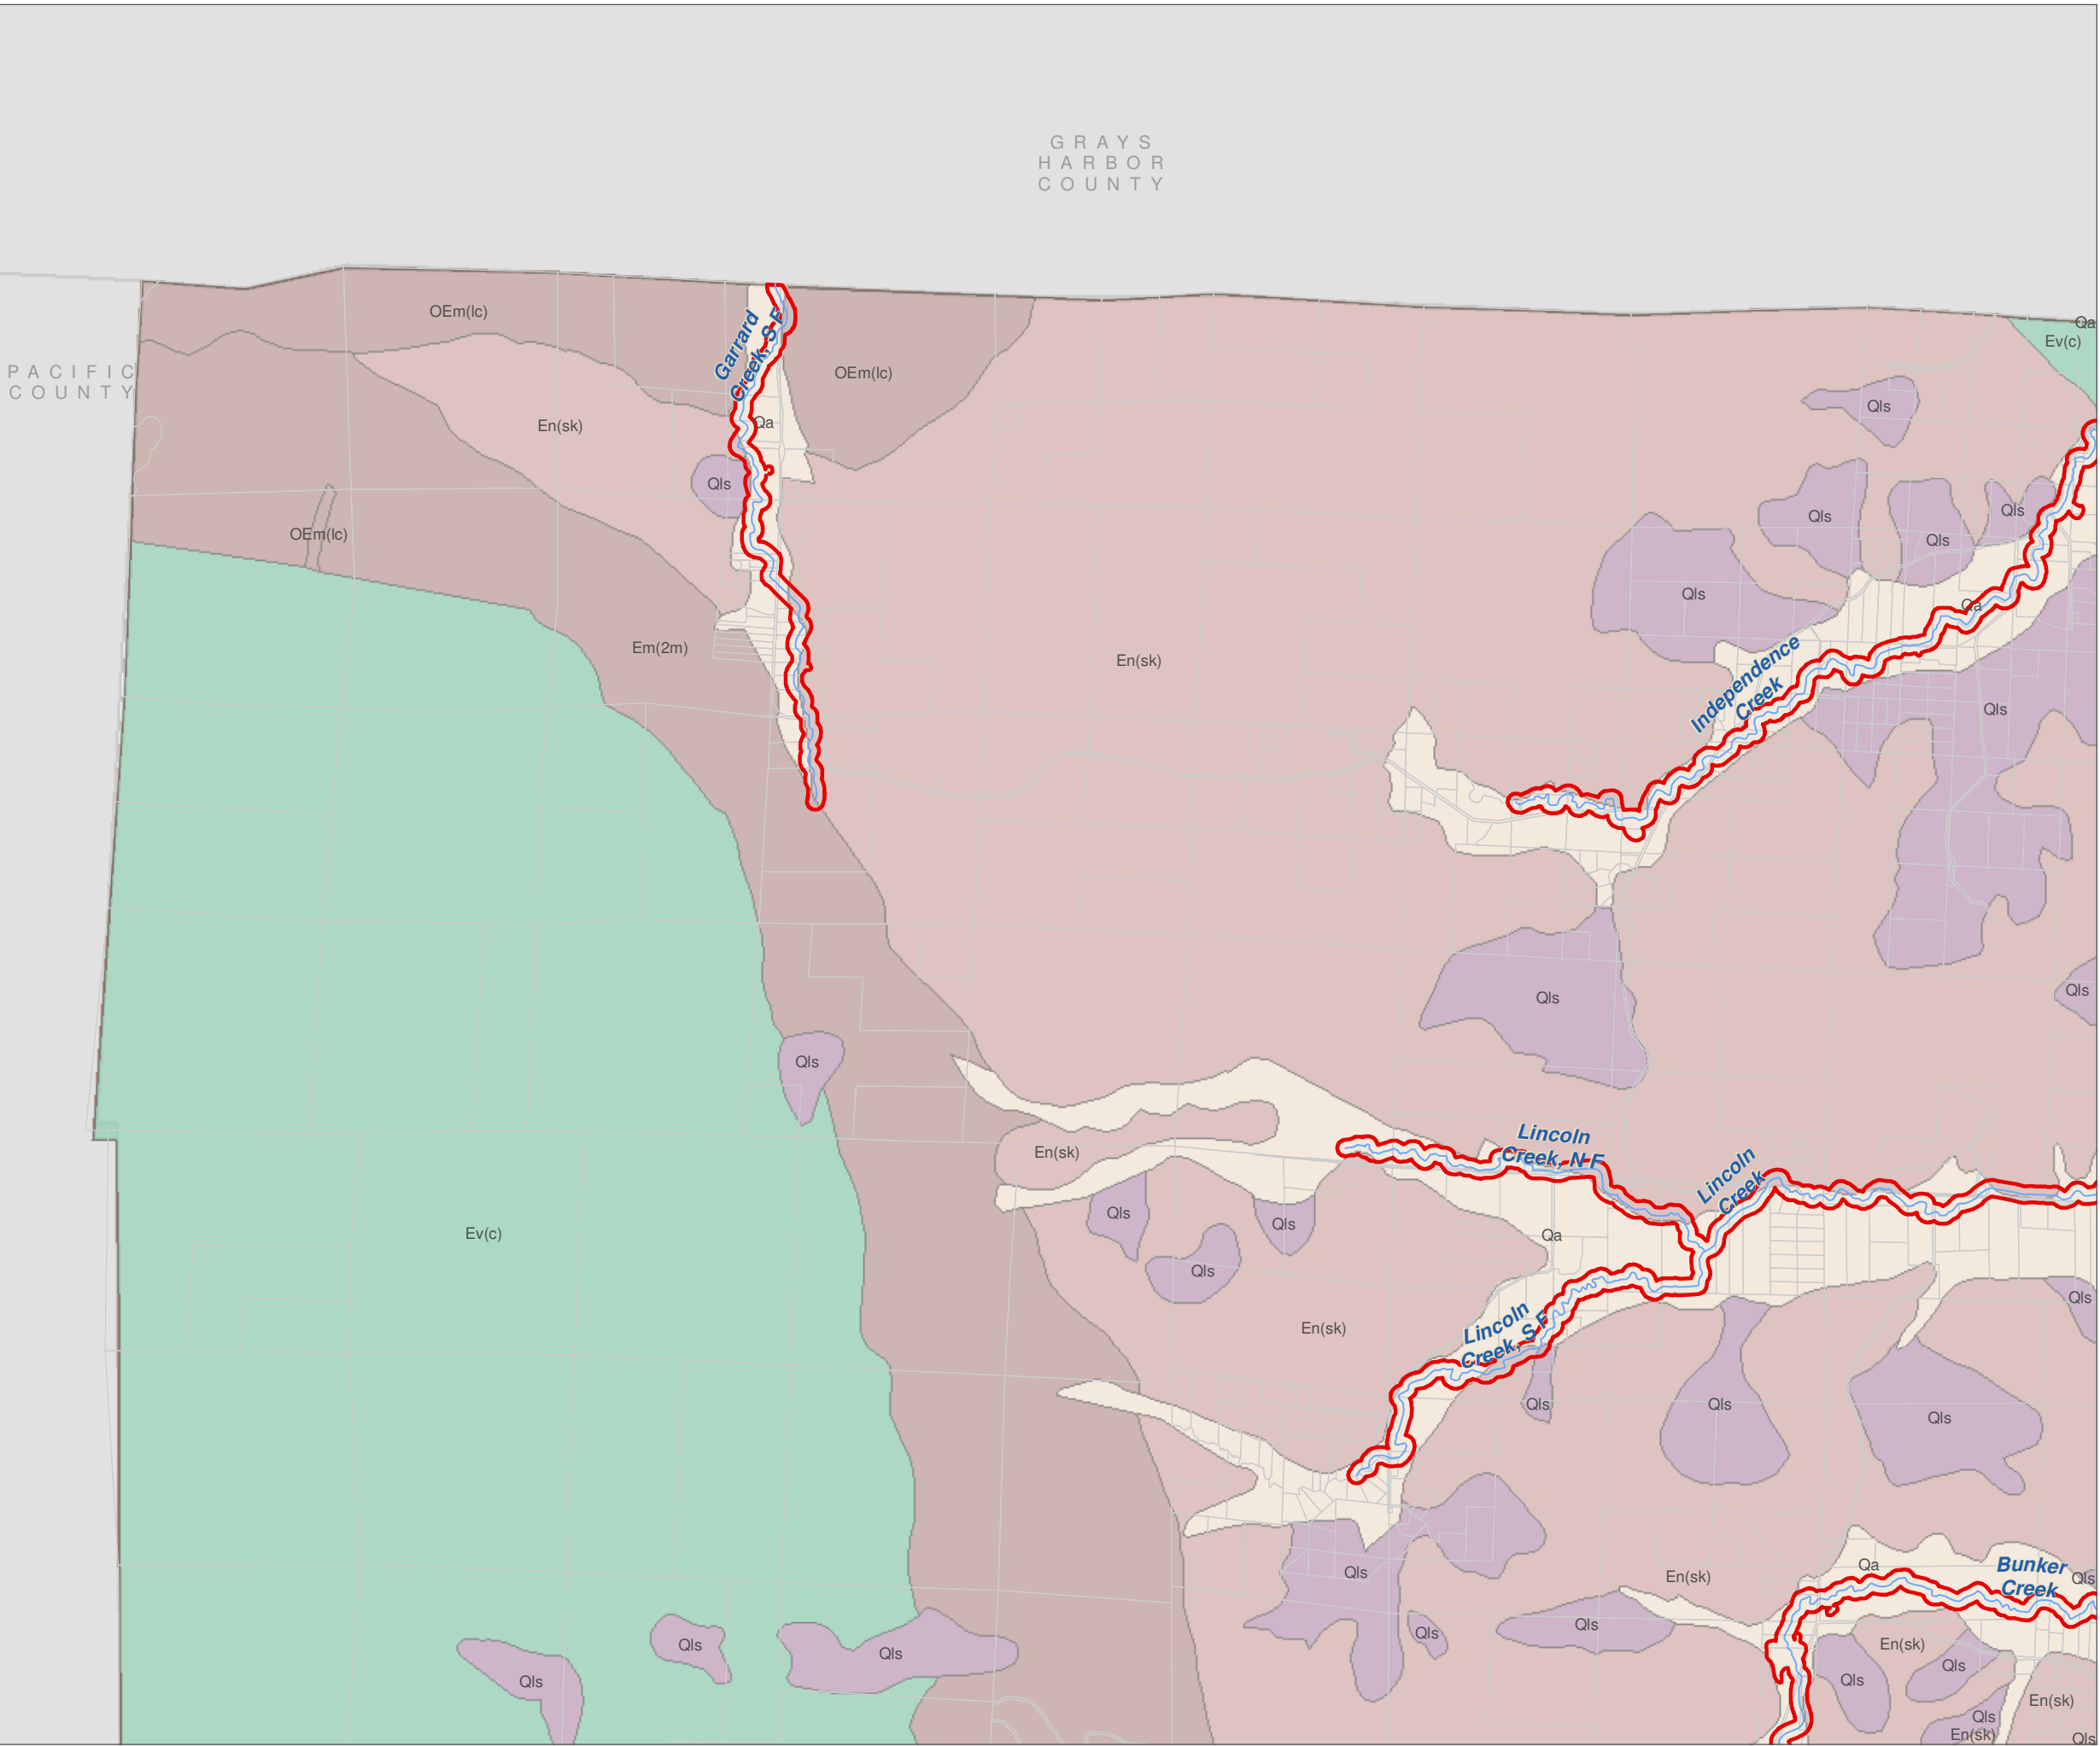 GRAYS
HARBOR
COUNTY
PACIFIC
COUNTY
OEm(lc)
Garrard
Creek, S F
OEm(lc)
Qa
Ev(c)
En(sk)
Qa
Qls
Qls
OEm(lc)
Qls
Qls
Qls
Qls
Qa
Em(2m)
En(sk)
Independence
Creek
Qls
Qls
Qls
Qls
En(sk)
Lincoln
Creek, N F
Lincoln
Creek
Qls
Qls
Qa
Ev(c)
Qls
Qls
En(sk)
Lincoln
Creek, S F
Qls
Qls
Qls
Qls
En(sk)
Qa
Bunker
Creek
Qls
Qls
Qls
Qls
Qls
Qls
En(sk)
Qls
Qls
Qls
En(sk)
Qls
En(sk)
Qls